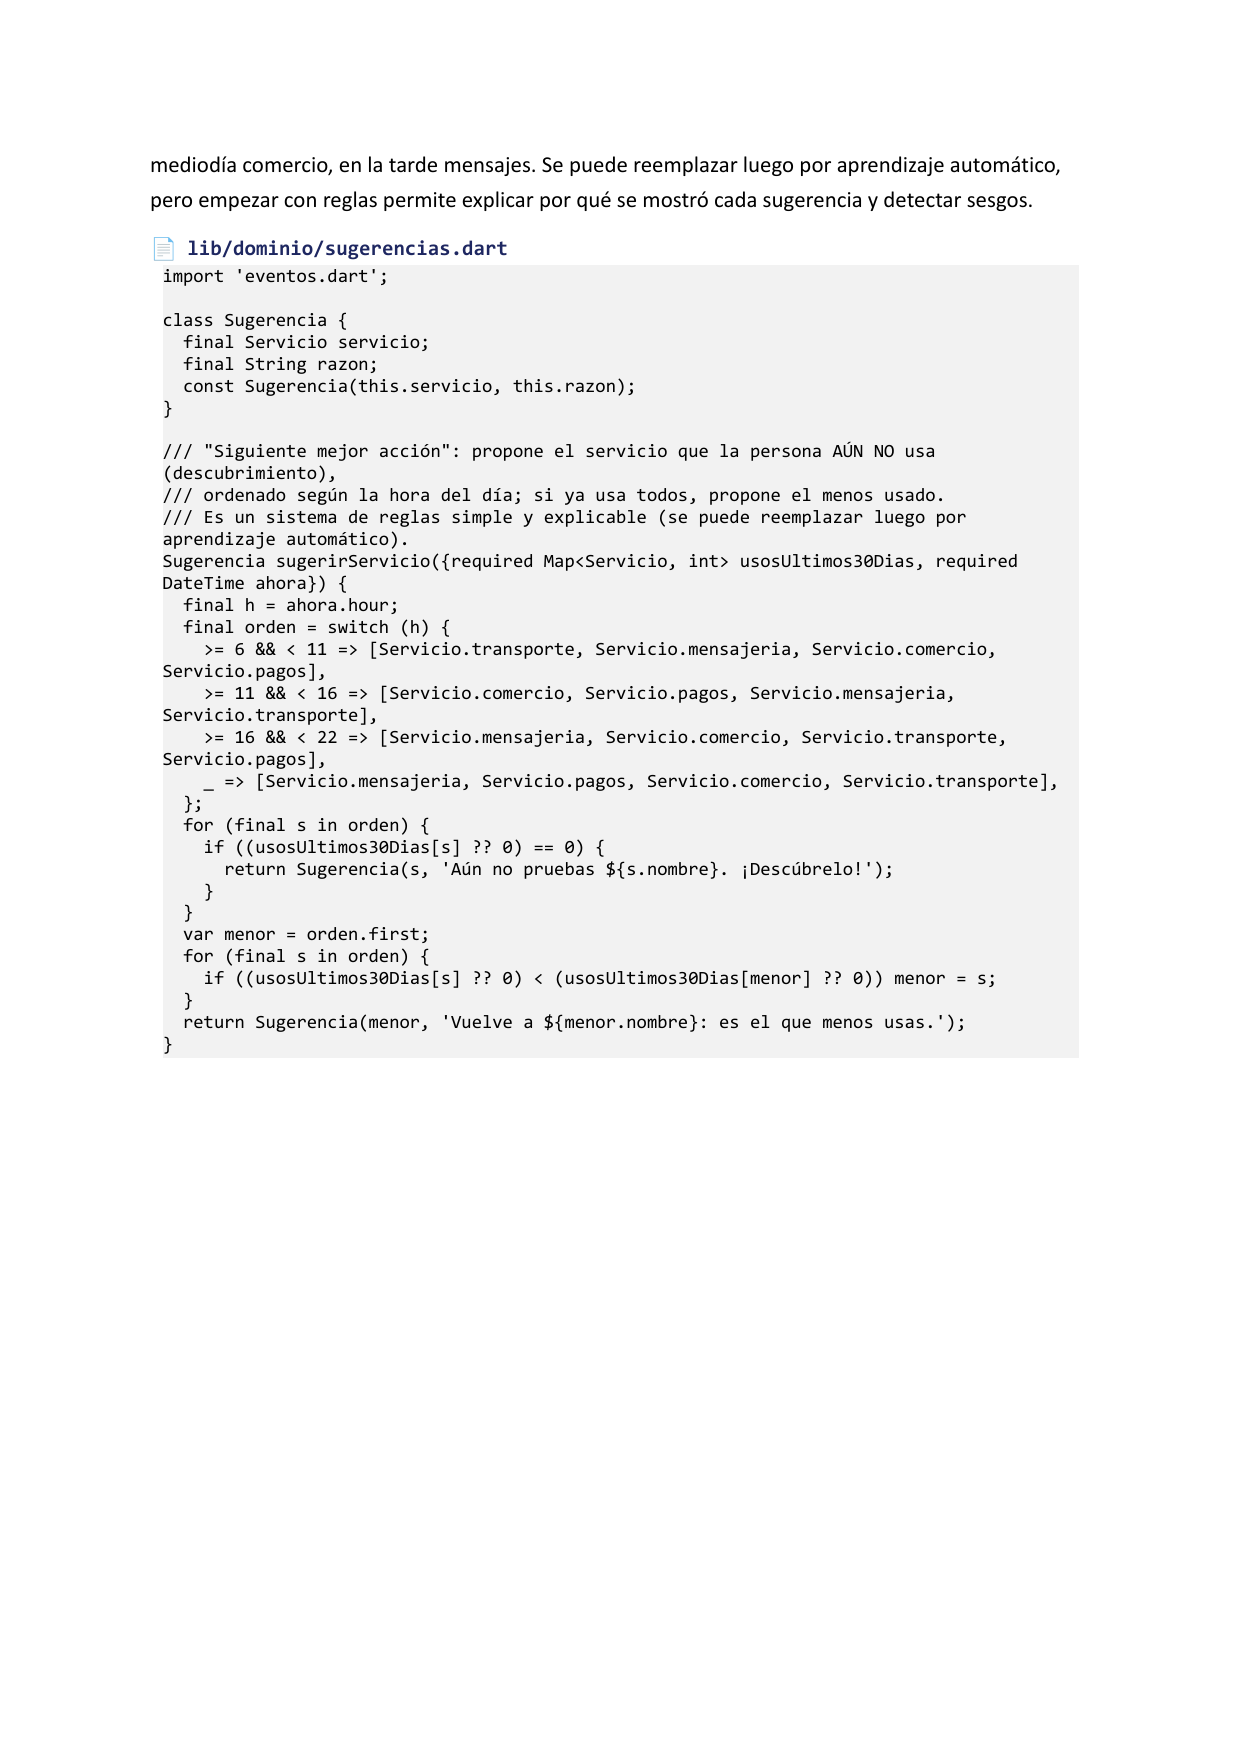 mediodía comercio, en la tarde mensajes. Se puede reemplazar luego por aprendizaje automático,
pero empezar con reglas permite explicar por qué se mostró cada sugerencia y detectar sesgos.
📄 lib/dominio/sugerencias.dart
import 'eventos.dart';

class Sugerencia {
  final Servicio servicio;
  final String razon;
  const Sugerencia(this.servicio, this.razon);
}

/// "Siguiente mejor acción": propone el servicio que la persona AÚN NO usa
(descubrimiento),
/// ordenado según la hora del día; si ya usa todos, propone el menos usado.
/// Es un sistema de reglas simple y explicable (se puede reemplazar luego por
aprendizaje automático).
Sugerencia sugerirServicio({required Map<Servicio, int> usosUltimos30Dias, required
DateTime ahora}) {
  final h = ahora.hour;
  final orden = switch (h) {
    >= 6 && < 11 => [Servicio.transporte, Servicio.mensajeria, Servicio.comercio,
Servicio.pagos],
    >= 11 && < 16 => [Servicio.comercio, Servicio.pagos, Servicio.mensajeria,
Servicio.transporte],
    >= 16 && < 22 => [Servicio.mensajeria, Servicio.comercio, Servicio.transporte,
Servicio.pagos],
    _ => [Servicio.mensajeria, Servicio.pagos, Servicio.comercio, Servicio.transporte],
  };
  for (final s in orden) {
    if ((usosUltimos30Dias[s] ?? 0) == 0) {
      return Sugerencia(s, 'Aún no pruebas ${s.nombre}. ¡Descúbrelo!');
    }
  }
  var menor = orden.first;
  for (final s in orden) {
    if ((usosUltimos30Dias[s] ?? 0) < (usosUltimos30Dias[menor] ?? 0)) menor = s;
  }
  return Sugerencia(menor, 'Vuelve a ${menor.nombre}: es el que menos usas.');
}